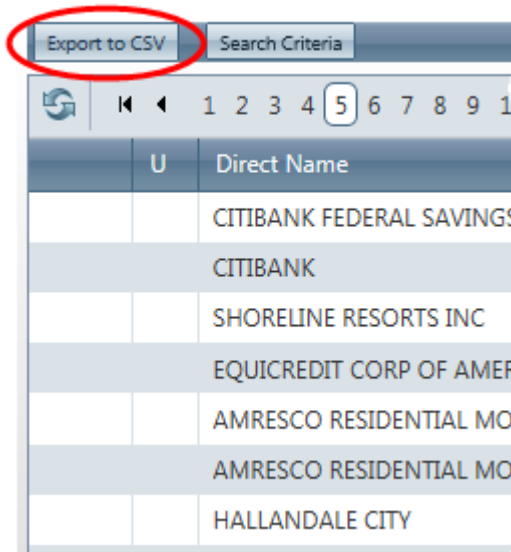 Export to CSV Search Criteria
1 2 3 4 5 6 7 8 9 1
U Direct Name
CITIBANK FEDERAL SAVINGS
CITIBANK
SHORELINE RESORTS INC
EQUICREDIT CORP OF AMER
AMRESCO RESIDENTIAL MO
AMRESCO RESIDENTIAL MO
HALLANDALE CITY